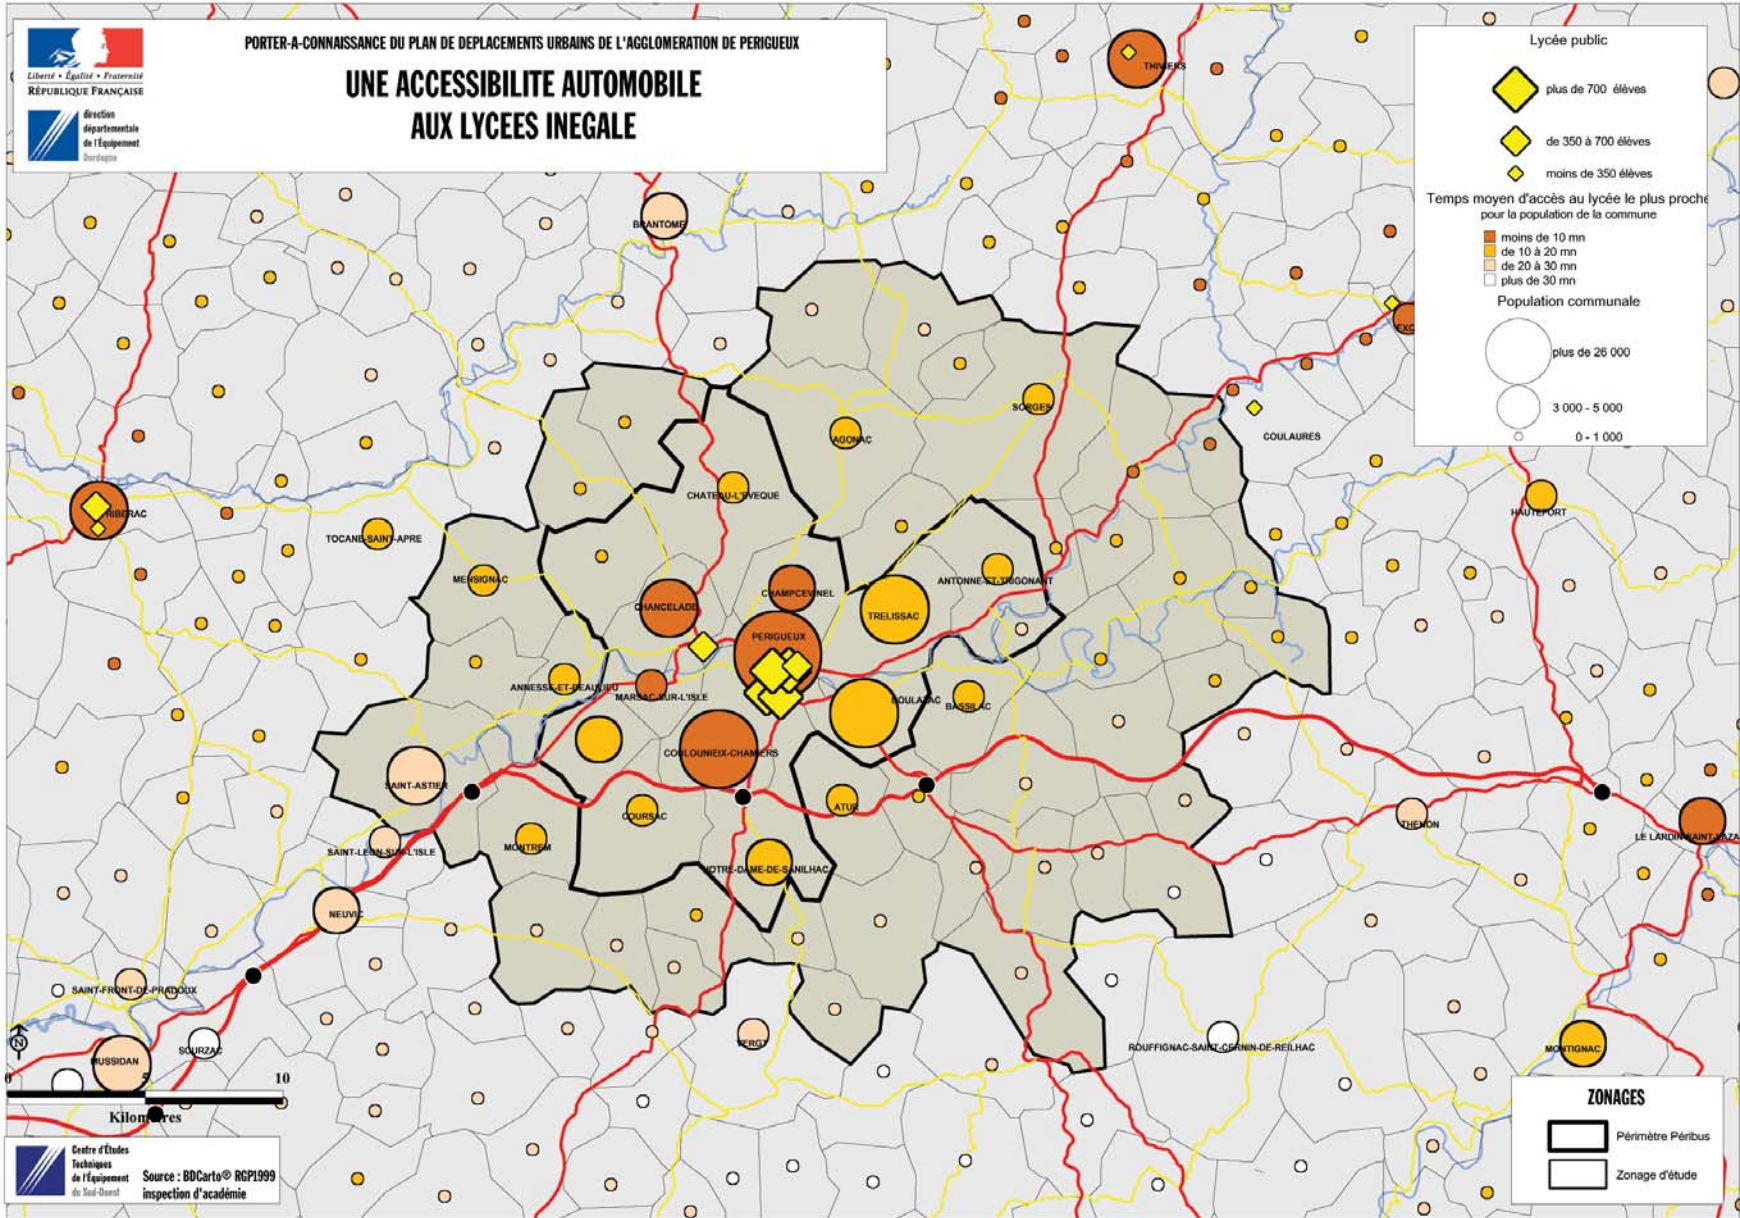 Liberté • Égalité • Fraternité
RÉPUBLIQUE FRANÇAISE
direction
départementale
de l'Équipement
Dordogne
PORTER-A-CONNAISSANCE DU PLAN DE DEPLACEMENTS URBAINS DE L'AGGLOMERATION DE PERIGUEUX
UNE ACCESSIBILITE AUTOMOBILE
AUX LYCEES INEGALE
Lycée public
plus de 700 élèves
de 350 à 700 élèves
moins de 350 élèves
Temps moyen d'accès au lycée le plus proche
pour la population de la commune
moins de 10 mn
de 10 à 20 mn
de 20 à 30 mn
plus de 30 mn
Population communale
plus de 26 000
3 000 - 5 000
0 - 1 000
THIVIERS
BRANTOME
EXC
SORGES
AGONAC
COULAURES
CHATEAU-L'EVEQUE
RIBERAC
HAUTEFORT
TOCANE-SAINT-APRE
MENSIGNAC
ANTONNE-ET-TRIGONANT
CHAMPCEVINEL
CHANCELADE
TRELISSAC
PERIGUEUX
ANNESSE-ET-BEAULIEU
MARSAC-SUR-L'ISLE
BOULAZAC
BASSILAC
COULOUNIEIX-CHAMIERS
SAINT-ASTIER
ATUR
COURSAC
THENON
LE LARDIN-SAINT-LAZA
MONTREM
SAINT-LEON-SUR-L'ISLE
NOTRE-DAME-DE-SANILHAC
NEUVIC
SAINT-FRONT-DE-PRADOUX
VERGT
ROUFFIGNAC-SAINT-CERNIN-DE-REILHAC
MONTIGNAC
SOURZAC
MUSSIDAN
N
0 5 10
Kilomètres
Centre d'Études
Techniques
de l'Équipement
du Sud-Ouest
Source : BDCarto® RGP1999
inspection d'académie
ZONAGES
Périmètre Péribus
Zonage d'étude